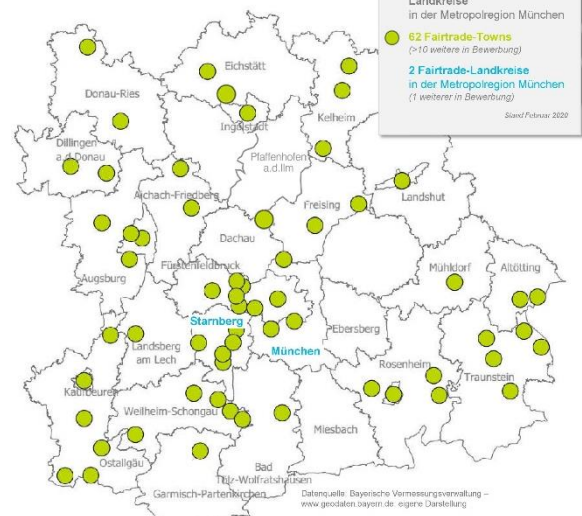 Landkreise
in der Metropolregion München
62 Fairtrade-Towns
(>10 weitere in Bewerbung)
2 Fairtrade-Landkreise
in der Metropolregion München
(1 weiterer in Bewerbung)
Stand Februar 2020
Eichstätt
Donau-Ries
Ingolstadt
Kelheim
Dillingen
a.d.Donau
Pfaffenhofen
a.d.Ilm
Aichach-Friedberg
Freising
Landshut
Dachau
Fürstenfeldbruck
Augsburg
Mühldorf
Altötting
Starnberg
Ebersberg
München
Landsberg
am Lech
Rosenheim
Traunstein
Kaufbeuren
Weilheim-Schongau
Miesbach
Ostallgäu
Bad
Tölz-Wolfratshausen
Garmisch-Partenkirchen
Datenquelle: Bayerische Vermessungsverwaltung –
www.geodaten.bayern.de, eigene Darstellung